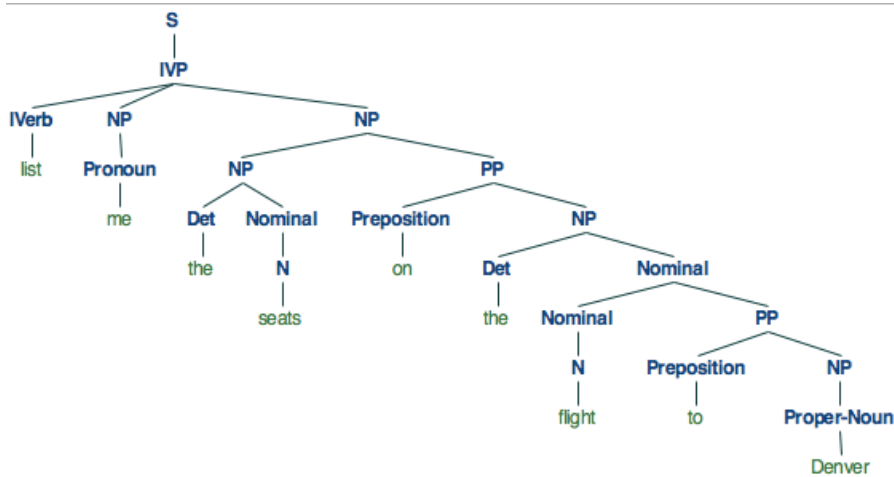 S
IVP
IVerb NP NP
list Pronoun NP PP
me Det Nominal Preposition NP
the N on Det Nominal
seats the Nominal PP
N Preposition NP
flight to Proper-Noun
Denver